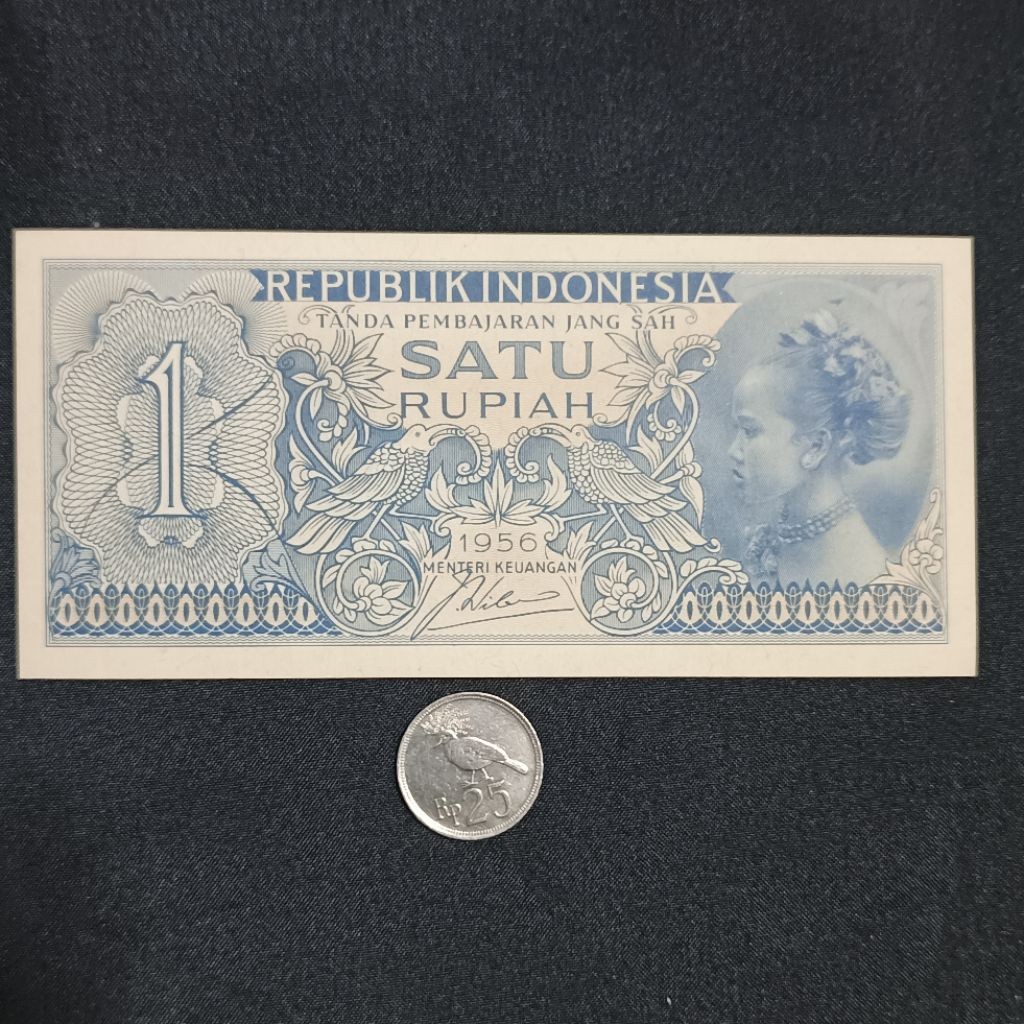 REPUBLIK INDONESIA
TANDA PEMBAJARAN JANG SAH
SATU
RUPIAH
1
1956
MENTERI KEUANGAN
Rp 25